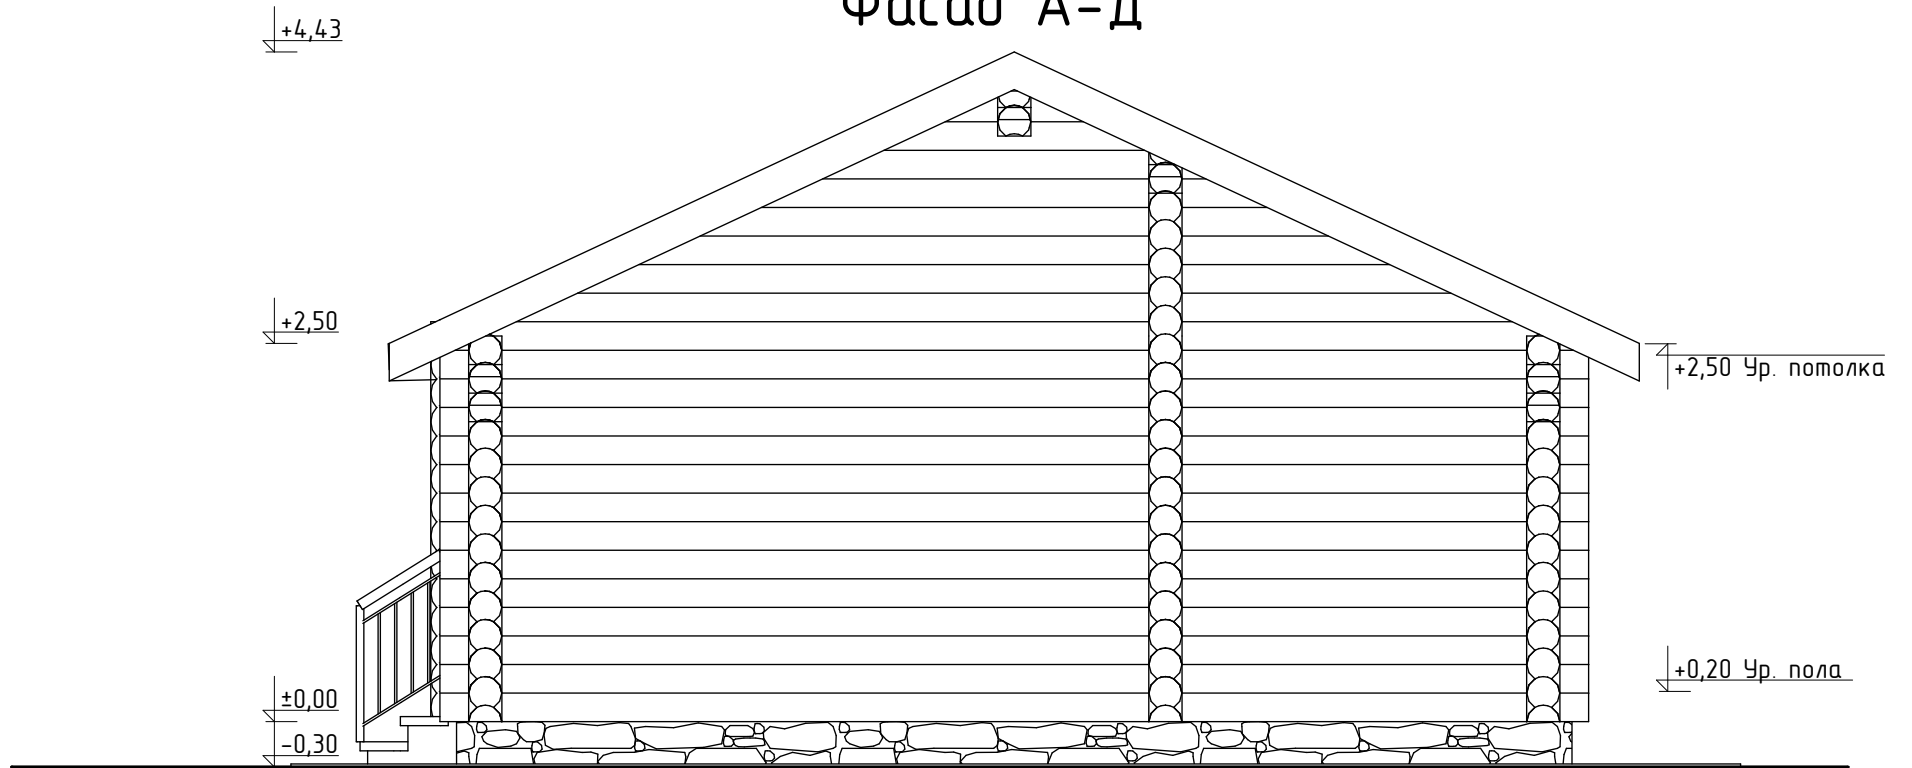 Фасад А-Д
+4,43
+2,50
+2,50 Ур. потолка
+0,20 Ур. пола
±0,00
-0,30